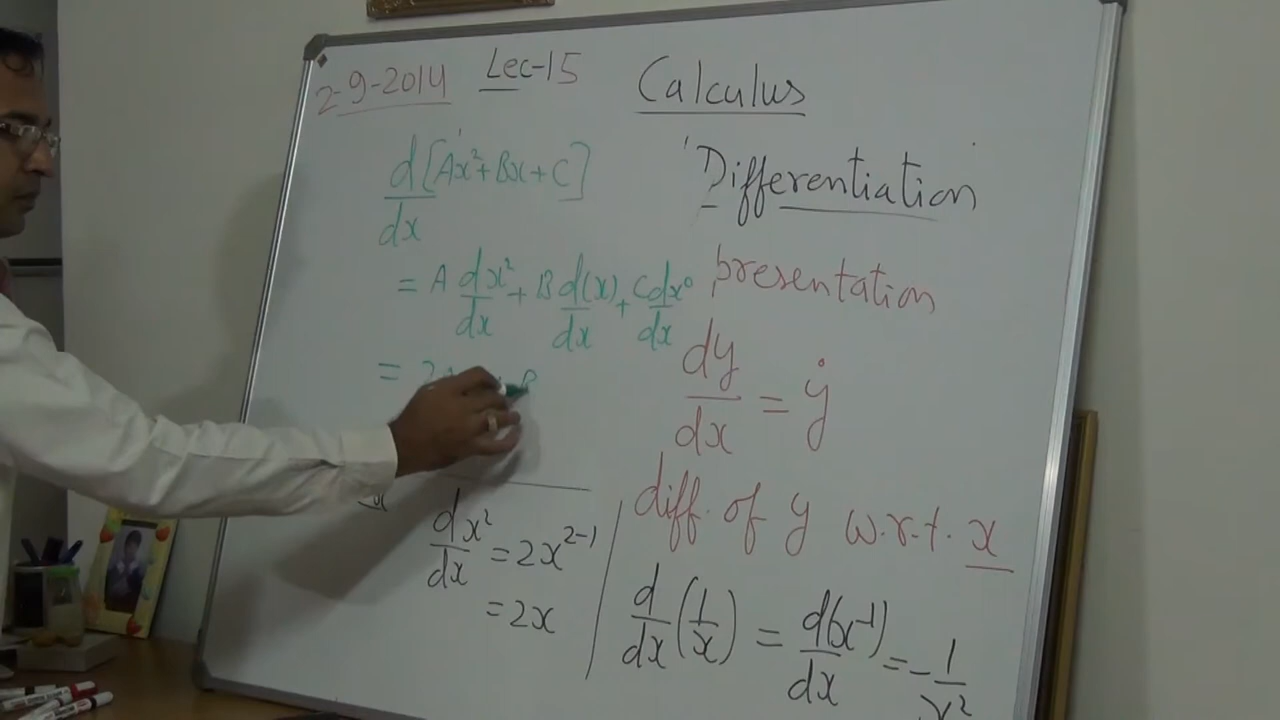 2-9-2014 Lec-15 Calculus
d/dx [Ax²+Bx+C]
= A dx²/dx + B d(x)/dx + C dx⁰/dx
= 2
dx²/dx = 2x²⁻¹
= 2x
'Differentiation
presentation
dy/dx = ẏ
diff. of y w.r.t. x
d/dx (1/x) = d(x⁻¹)/dx = -1/x²